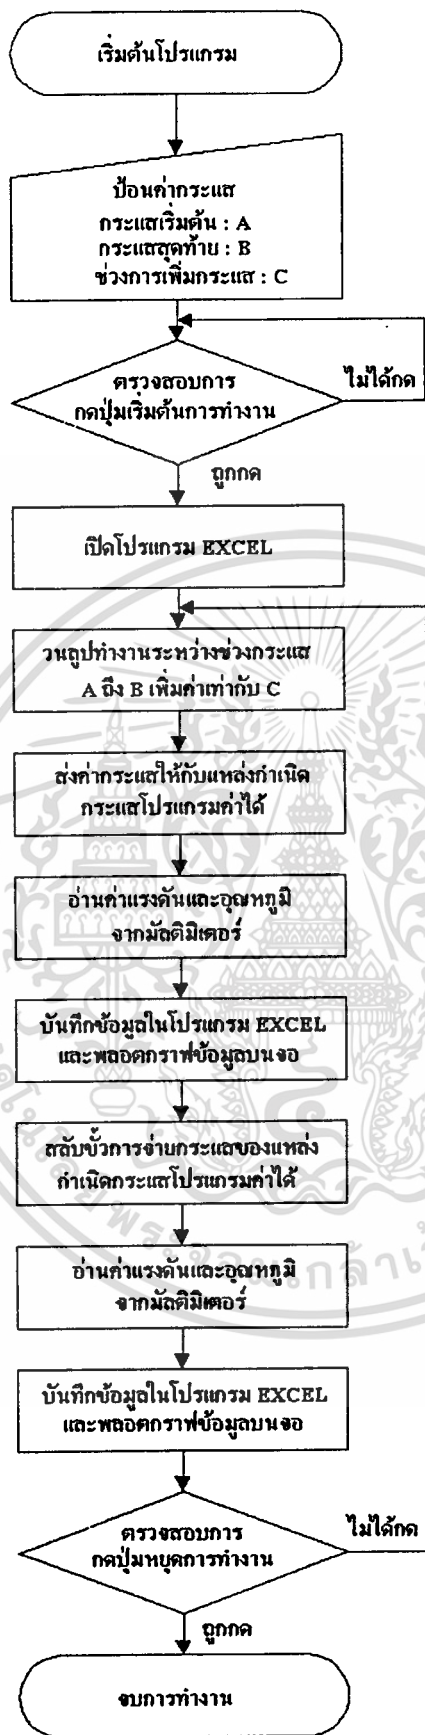 เริ่มต้นโปรแกรม
ป้อนค่ากระแส
กระแสเริ่มต้น : A
กระแสสุดท้าย : B
ช่วงการเพิ่มกระแส : C
ตรวจสอบการ
กดปุ่มเริ่มต้นการทำงาน
ไม่ได้กด
ถูกกด
เปิดโปรแกรม EXCEL
วนลูปทำงานระหว่างช่วงกระแส
A ถึง B เพิ่มค่าเท่ากับ C
ส่งค่ากระแสให้กับแหล่งกำเนิด
กระแสโปรแกรมค่าได้
อ่านค่าแรงดันและอุณหภูมิ
จากมัลติมิเตอร์
บันทึกข้อมูลในโปรแกรม EXCEL
และพลอตกราฟข้อมูลบนจอ
สลับขั้วการจ่ายกระแสของแหล่ง
กำเนิดกระแสโปรแกรมค่าได้
อ่านค่าแรงดันและอุณหภูมิ
จากมัลติมิเตอร์
บันทึกข้อมูลในโปรแกรม EXCEL
และพลอตกราฟข้อมูลบนจอ
ตรวจสอบการ
กดปุ่มหยุดการทำงาน
ไม่ได้กด
ถูกกด
จบการทำงาน